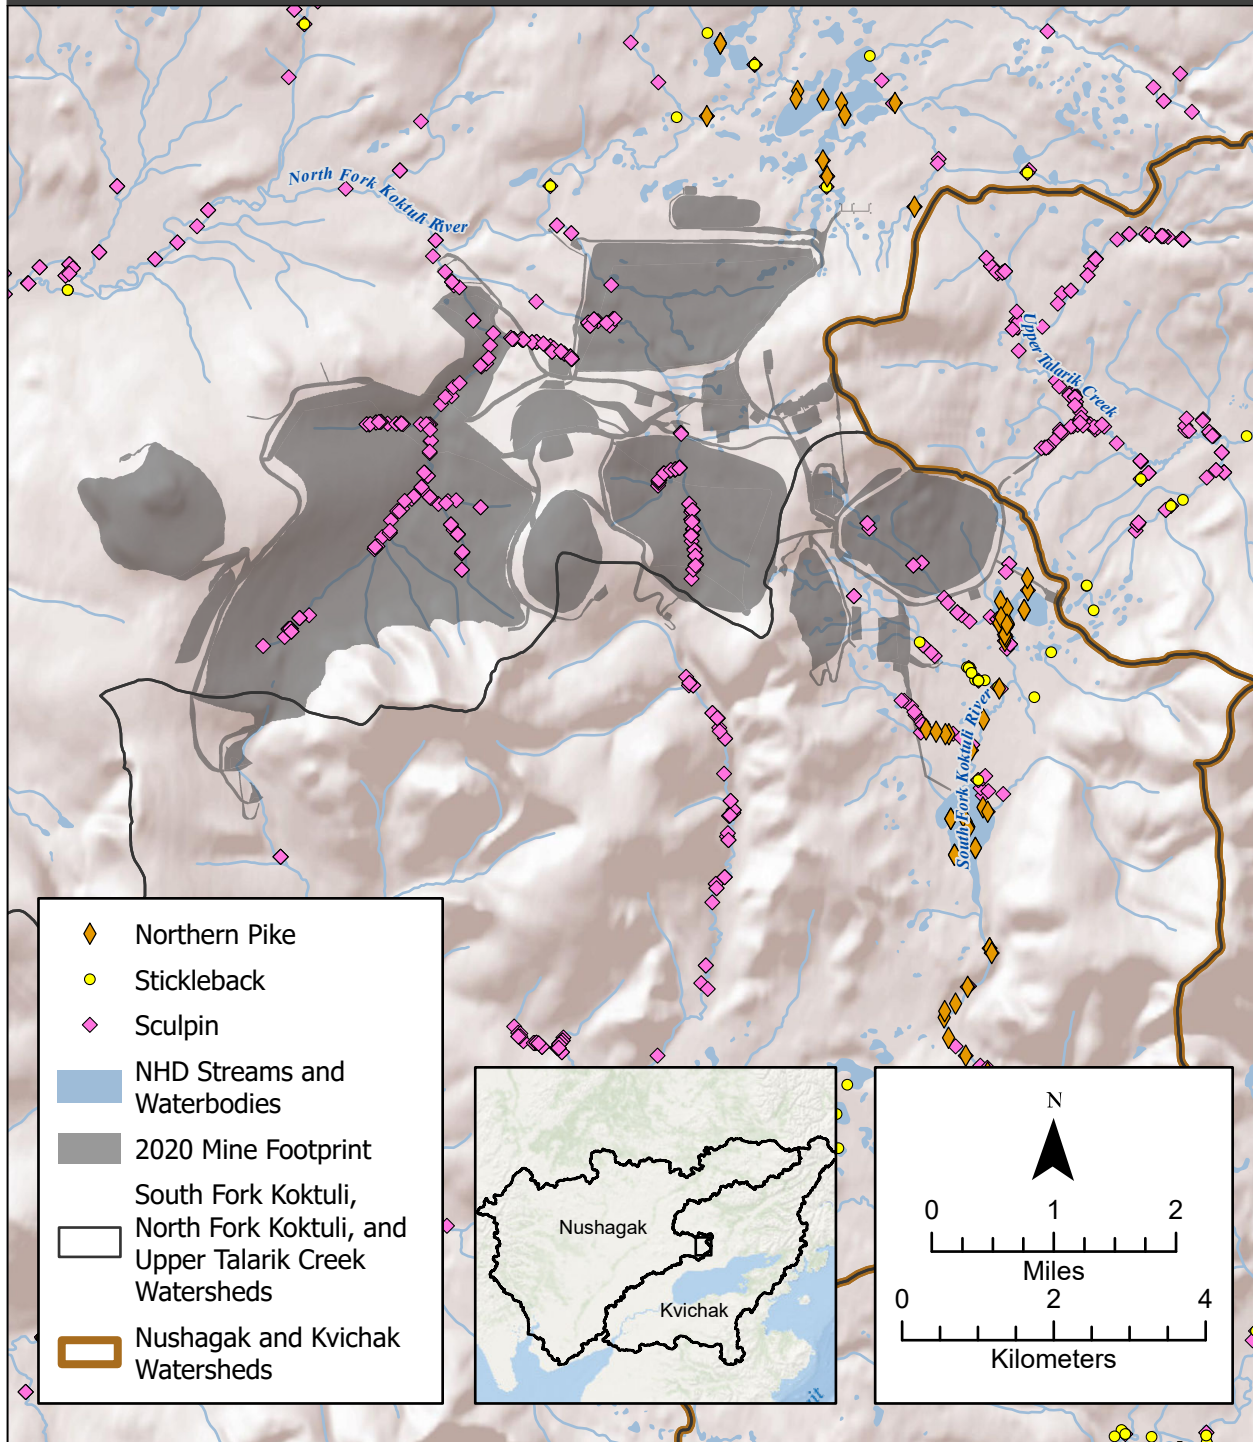 North Fork Koktuli River
Upper Talarik Creek
South Fork Koktuli River
Northern Pike
Stickleback
Sculpin
NHD Streams and
Waterbodies
2020 Mine Footprint
South Fork Koktuli,
North Fork Koktuli, and
Upper Talarik Creek
Watersheds
Nushagak and Kvichak
Watersheds
Nushagak
Kvichak
N
0 1 2
Miles
0 2 4
Kilometers